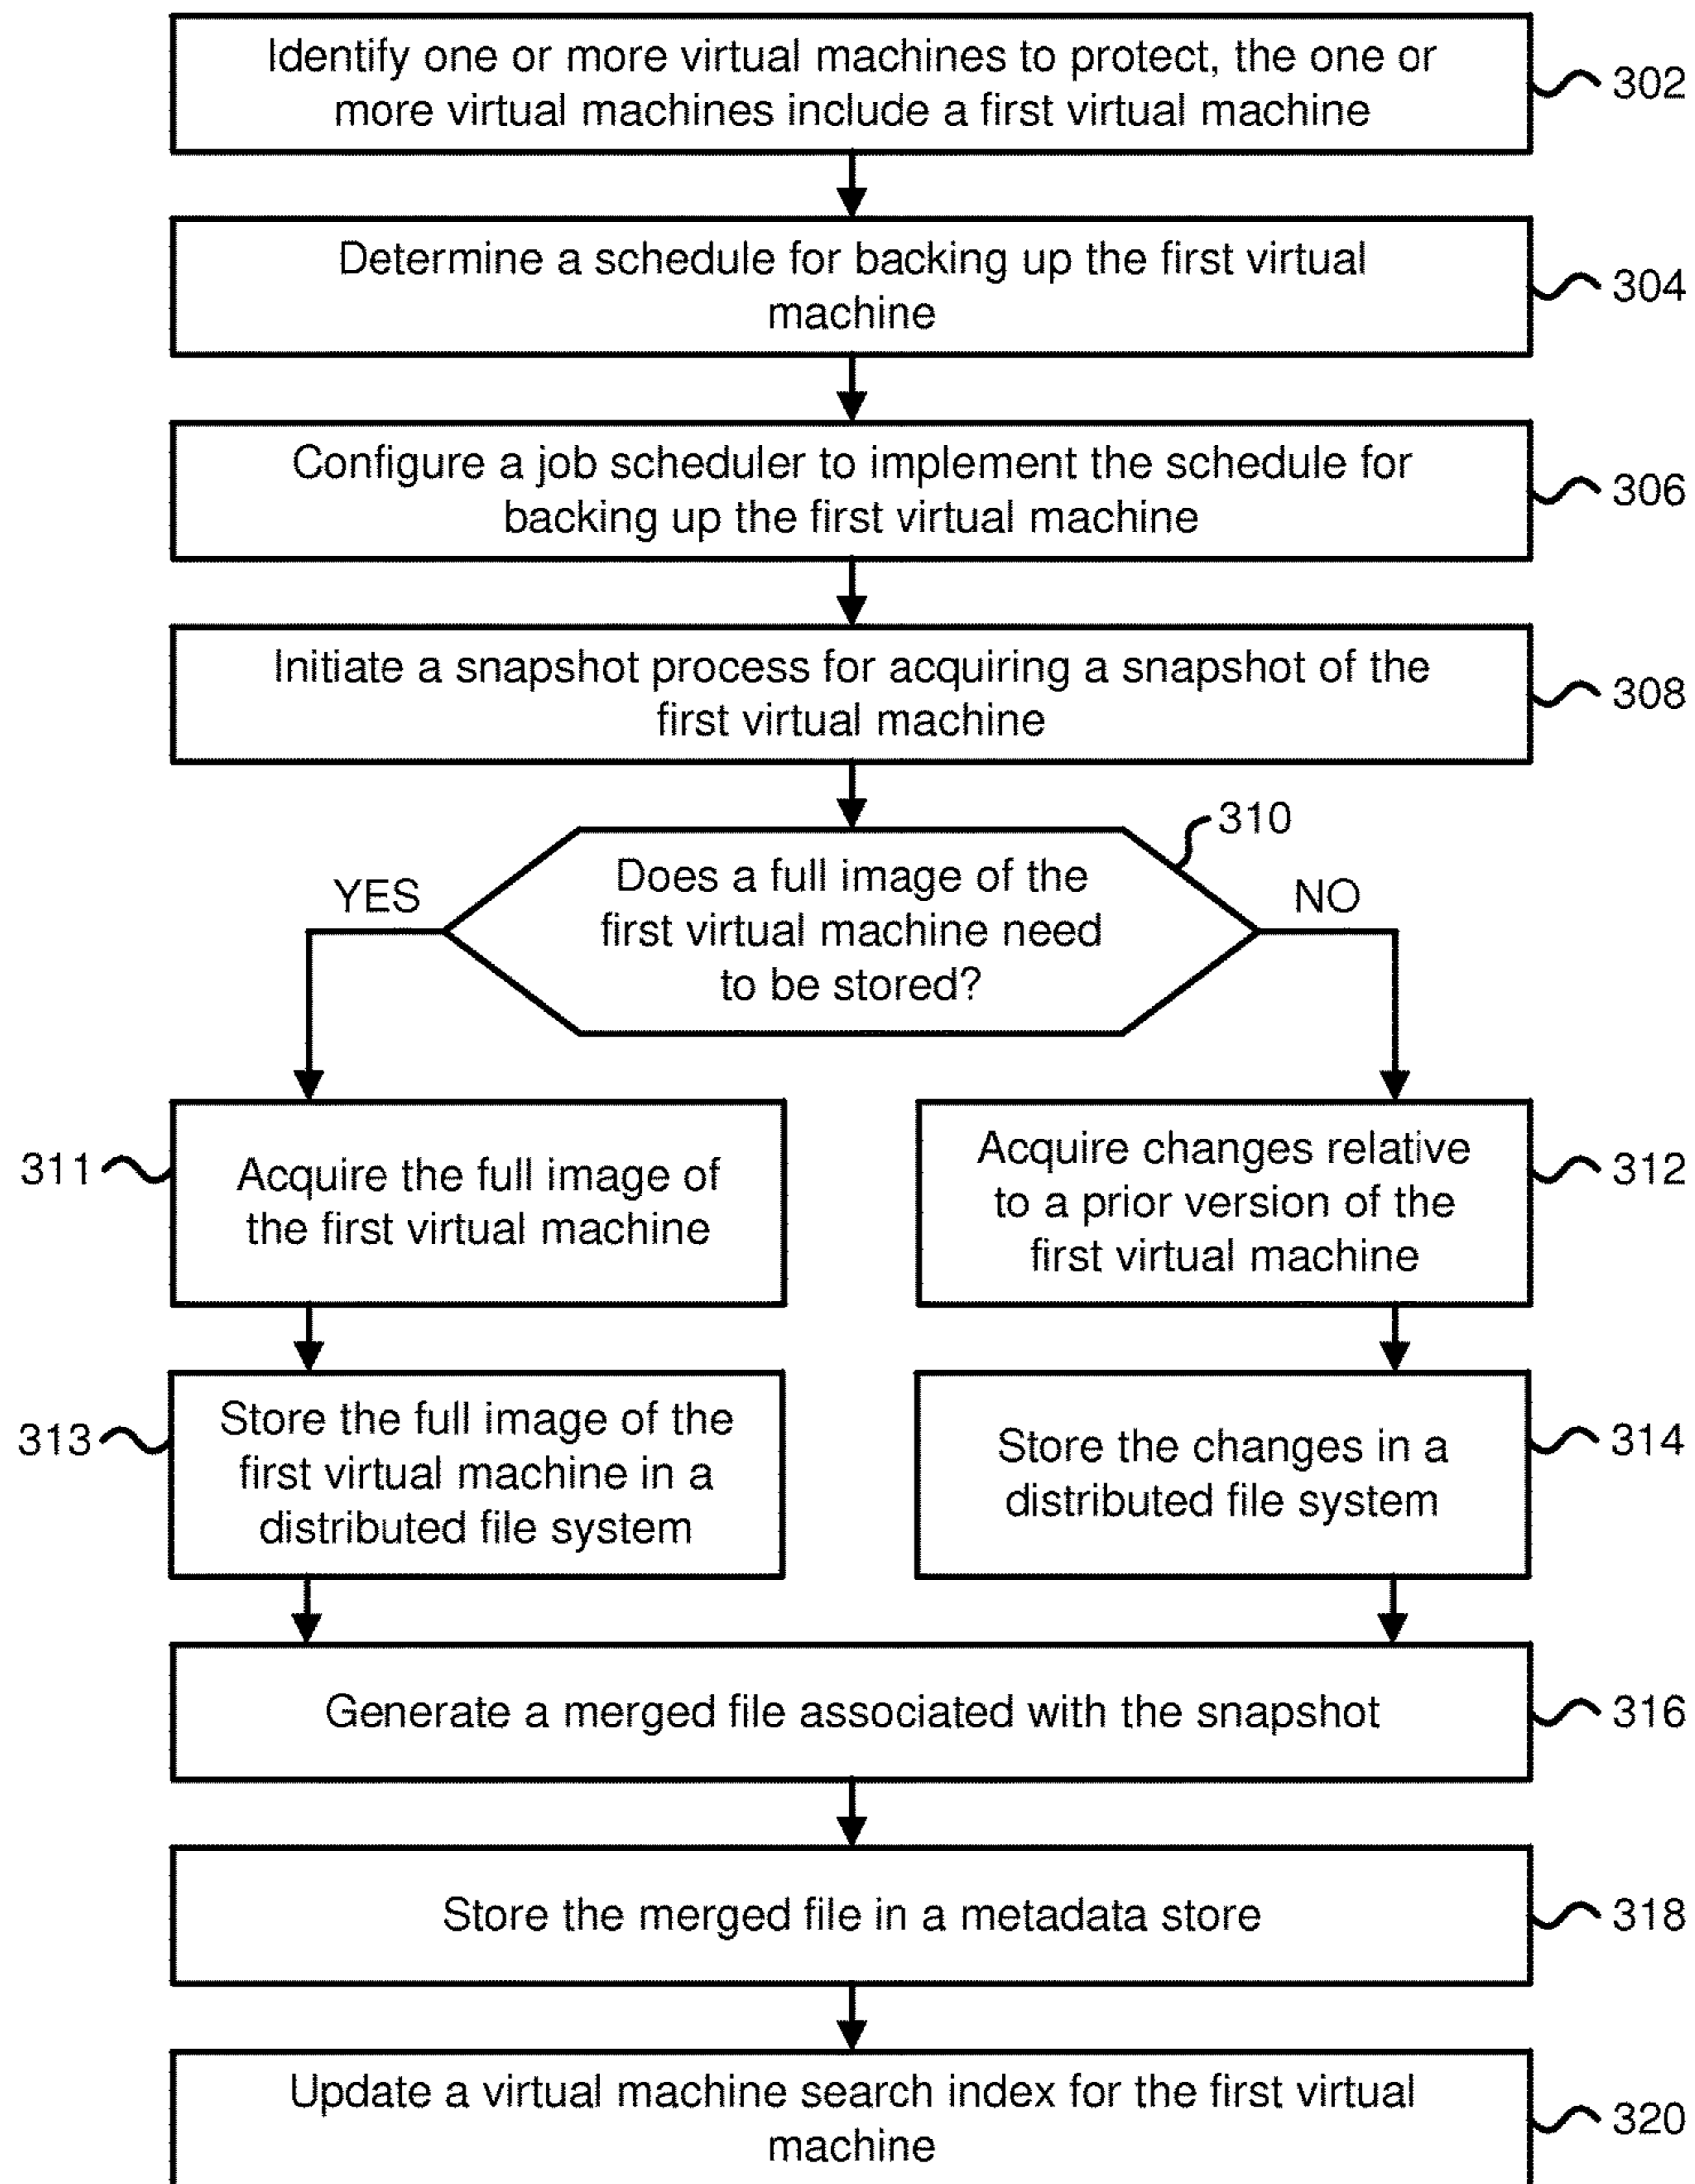 Identify one or more virtual machines to protect, the one or
more virtual machines include a first virtual machine
302
Determine a schedule for backing up the first virtual
machine
304
Configure a job scheduler to implement the schedule for
backing up the first virtual machine
306
Initiate a snapshot process for acquiring a snapshot of the
first virtual machine
308
310
Does a full image of the
first virtual machine need
to be stored?
YES
NO
311
Acquire the full image of
the first virtual machine
Acquire changes relative
to a prior version of the
first virtual machine
312
313
Store the full image of the
first virtual machine in a
distributed file system
Store the changes in a
distributed file system
314
Generate a merged file associated with the snapshot
316
Store the merged file in a metadata store
318
Update a virtual machine search index for the first virtual
machine
320